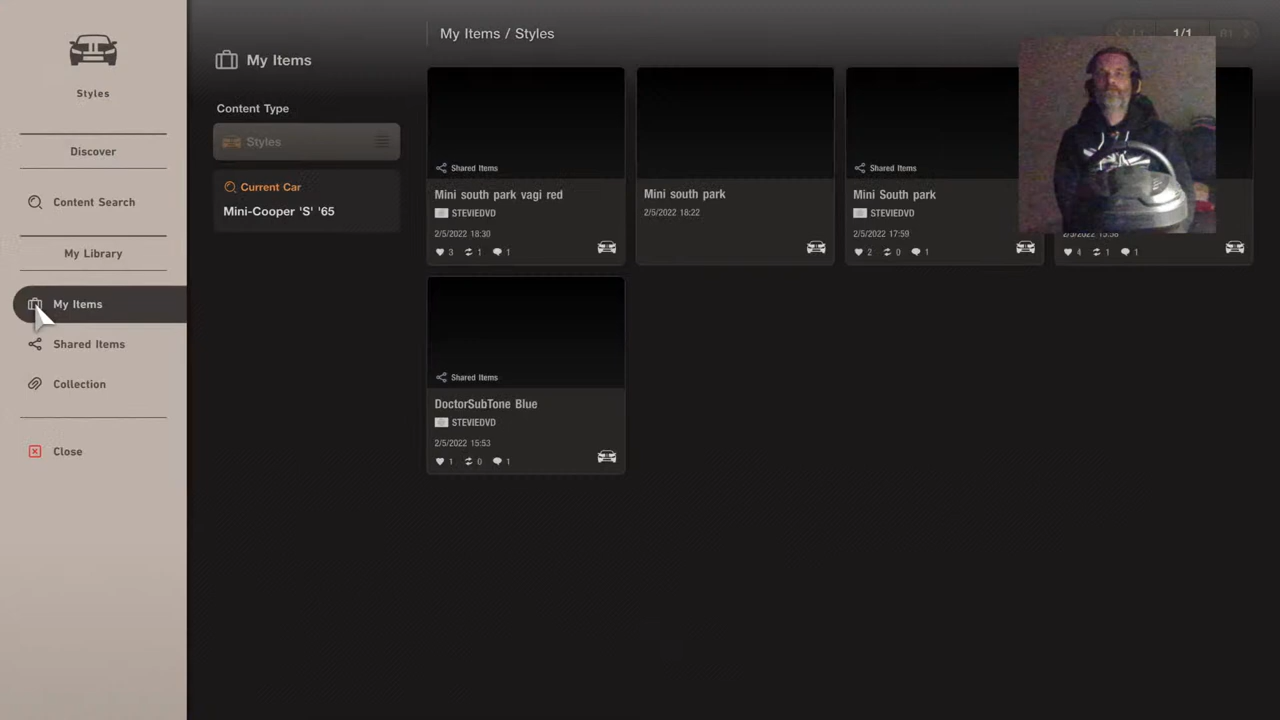 Styles
Discover
Content Search
My Library
My Items
Shared Items
Collection
Close
My Items
Content Type
Styles
Current Car
Mini-Cooper 'S' '65
My Items / Styles
1/1
Shared Items
Mini south park vagi red
STEVIEDVD
2/5/2022 18:30
3 1 1
Mini south park
2/5/2022 18:22
Shared Items
Mini South park
STEVIEDVD
2/5/2022 17:59
2 0 1
4 1 1
Shared Items
DoctorSubTone Blue
STEVIEDVD
2/5/2022 15:53
1 0 1